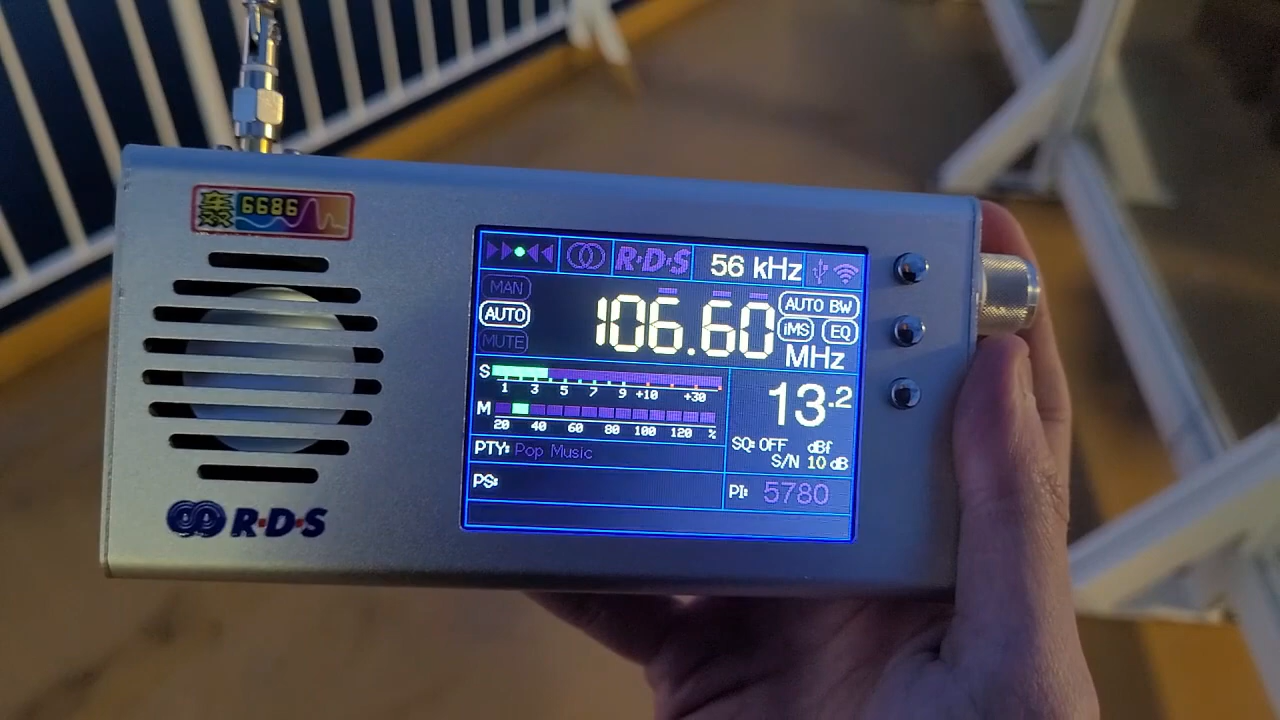 6686
R·D·S
R·D·S 56 kHz
MAN
AUTO
MUTE
106.60
MHz
AUTO BW
iMS EQ
S
1 3 5 7 9 +10 +30
M
20 40 60 80 100 120 %
13.2
SQ: OFF dBf
S/N 10 dB
PTY: Pop Music
PS:
PI: 5780